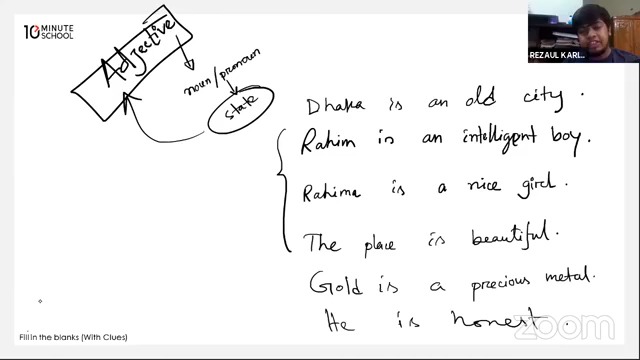 10 MINUTE SCHOOL
Adjective
noun/pronoun
state
Dhaka is an old city.
Rahim is an intelligent boy.
Rahima is a nice girl.
The place is beautiful.
Gold is a precious metal.
He is honest.
REZAUL KARI...
zoom
Fill in the blanks (With Clues)